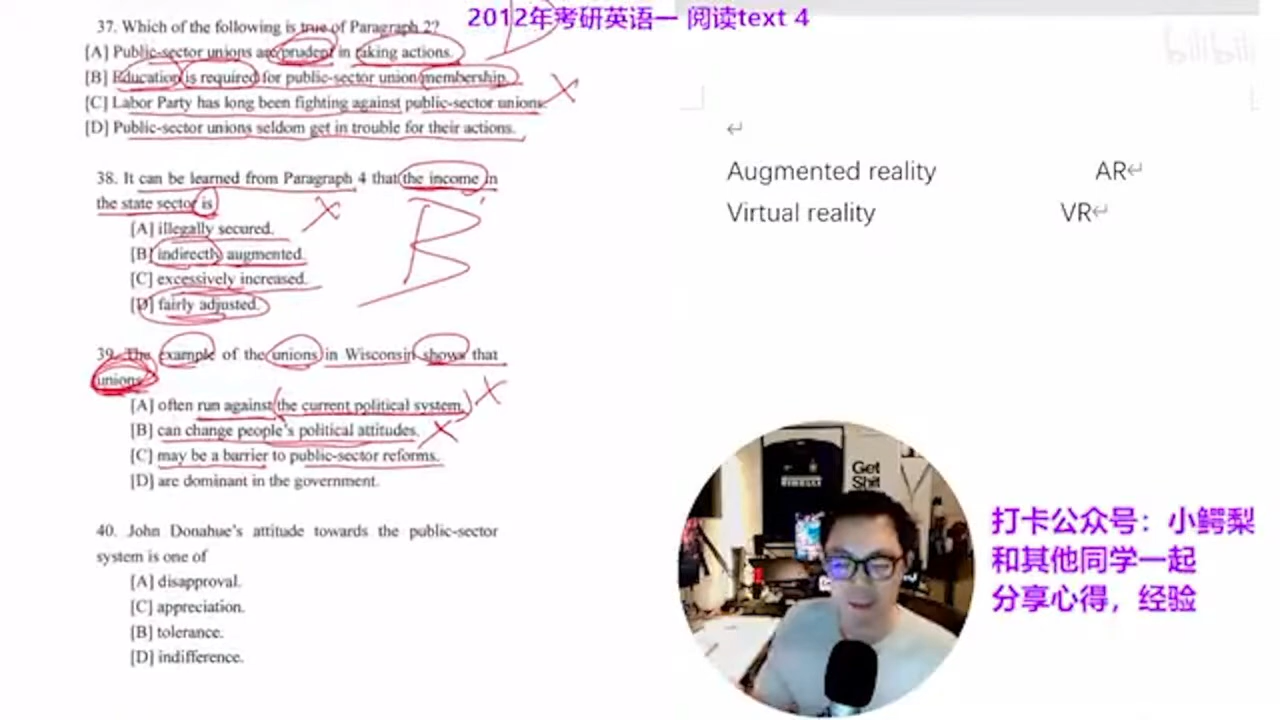 2012年考研英语一 阅读text 4
37. Which of the following is true of Paragraph 2?
[A] Public-sector unions are prudent in taking actions.
[B] Education is required for public-sector union membership.
[C] Labor Party has long been fighting against public-sector unions.
[D] Public-sector unions seldom get in trouble for their actions.
38. It can be learned from Paragraph 4 that the income in
the state sector is
[A] illegally secured.
[B] indirectly augmented.
[C] excessively increased.
[D] fairly adjusted.
B
39. The example of the unions in Wisconsin shows that
unions
[A] often run against the current political system.
[B] can change people's political attitudes.
[C] may be a barrier to public-sector reforms.
[D] are dominant in the government.
40. John Donahue's attitude towards the public-sector
system is one of
[A] disapproval.
[C] appreciation.
[B] tolerance.
[D] indifference.
bilibili
Augmented reality AR
Virtual reality VR
Get
Shit
PIRELLI
打卡公众号：小鳄梨
和其他同学一起
分享心得，经验